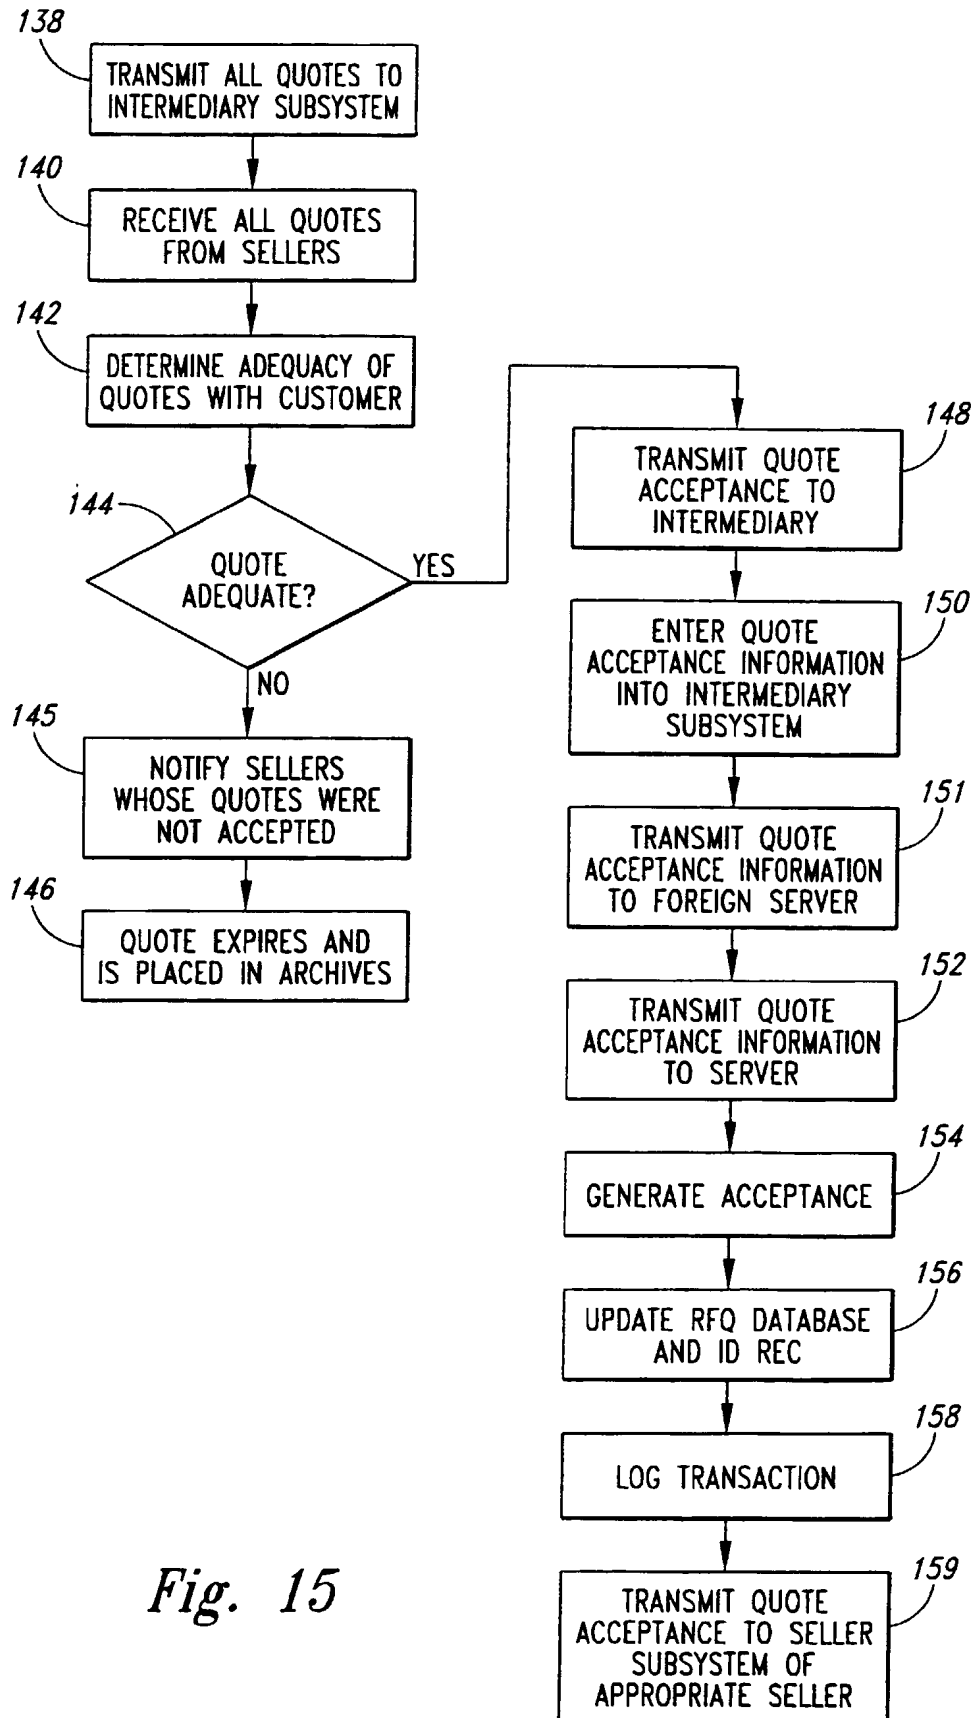 138
TRANSMIT ALL QUOTES TO
INTERMEDIARY SUBSYSTEM
140
RECEIVE ALL QUOTES
FROM SELLERS
142
DETERMINE ADEQUACY OF
QUOTES WITH CUSTOMER
144
QUOTE
ADEQUATE?
YES
NO
145
NOTIFY SELLERS
WHOSE QUOTES WERE
NOT ACCEPTED
146
QUOTE EXPIRES AND
IS PLACED IN ARCHIVES
148
TRANSMIT QUOTE
ACCEPTANCE TO
INTERMEDIARY
150
ENTER QUOTE
ACCEPTANCE INFORMATION
INTO INTERMEDIARY
SUBSYSTEM
151
TRANSMIT QUOTE
ACCEPTANCE INFORMATION
TO FOREIGN SERVER
152
TRANSMIT QUOTE
ACCEPTANCE INFORMATION
TO SERVER
154
GENERATE ACCEPTANCE
156
UPDATE RFQ DATABASE
AND ID REC
158
LOG TRANSACTION
159
TRANSMIT QUOTE
ACCEPTANCE TO SELLER
SUBSYSTEM OF
APPROPRIATE SELLER
Fig. 15